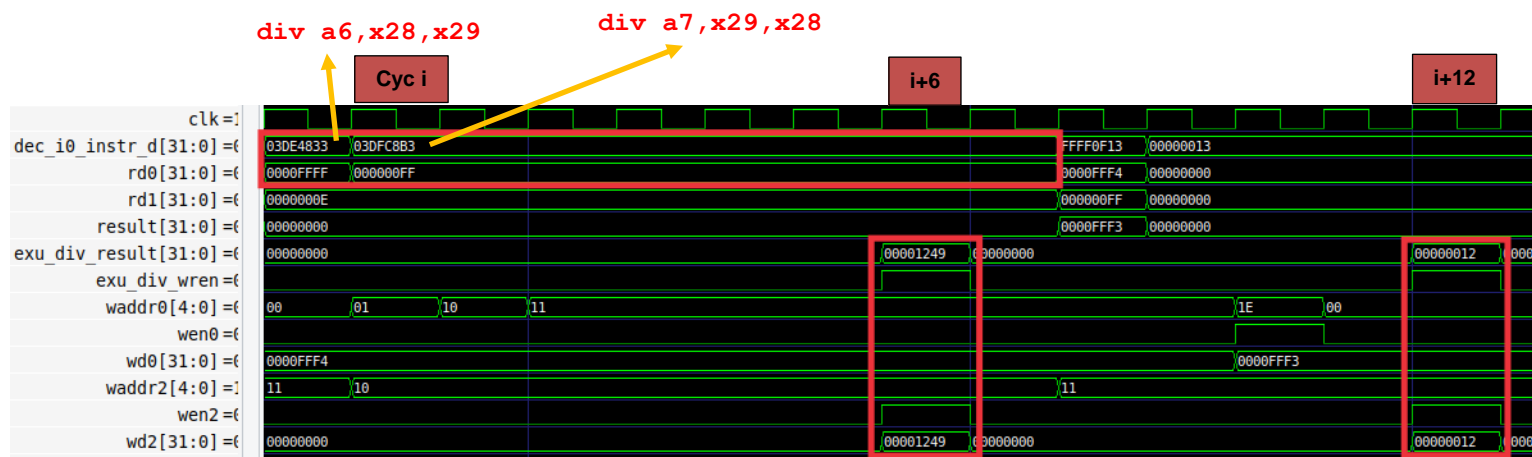 div a6,x28,x29
div a7,x29,x28
Cyc i
i+6
i+12
clk =1
dec_i0_instr_d[31:0] =0 03DE4833 03DFC8B3 FFFF0F13 00000013
rd0[31:0] =0 0000FFFF 000000FF 0000FFF4 00000000
rd1[31:0] =0 0000000E 000000FF 00000000
result[31:0] =0 00000000 0000FFF3 00000000
exu_div_result[31:0] =0 00000000 00001249 00000000 00000012 0000
exu_div_wren=0
waddr0[4:0] =0 00 01 10 11 1E 00
wen0 =0
wd0[31:0] =0 0000FFF4 0000FFF3
waddr2[4:0] =1 11 10 11
wen2 =0
wd2[31:0] =0 00000000 00001249 00000000 00000012 0000